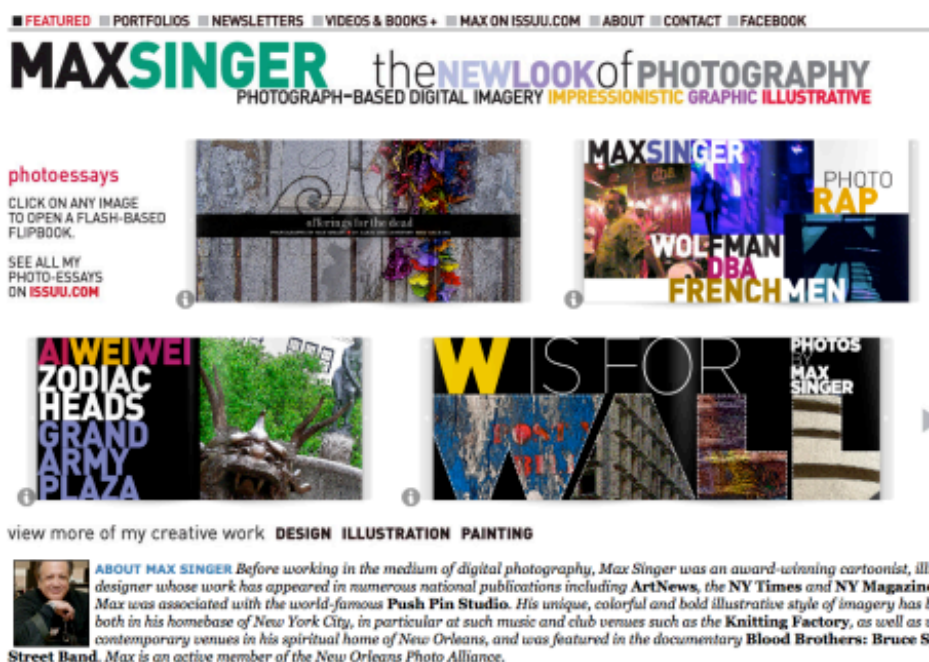 FEATURED PORTFOLIOS NEWSLETTERS VIDEOS & BOOKS + MAX ON ISSUU.COM ABOUT CONTACT FACEBOOK
MAXSINGER theNEWLOOKofPHOTOGRAPHY
PHOTOGRAPH-BASED DIGITAL IMAGERY IMPRESSIONISTIC GRAPHIC ILLUSTRATIVE
photoessays
CLICK ON ANY IMAGE
TO OPEN A FLASH-BASED
FLIPBOOK.
SEE ALL MY
PHOTO-ESSAYS
ON ISSUU.COM
offerings for the dead
MAXSINGER
PHOTO
RAP
dba
WOLFMAN
DBA
FRENCHMEN
AIWEIWEI
ZODIAC
HEADS
GRAND
ARMY
PLAZA
W IS FOR
WALL
PHOTOS
BY
MAX
SINGER
POST
BILL
view more of my creative work DESIGN ILLUSTRATION PAINTING
ABOUT MAX SINGER Before working in the medium of digital photography, Max Singer was an award-winning cartoonist, ill
designer whose work has appeared in numerous national publications including ArtNews, the NY Times and NY Magazine
Max was associated with the world-famous Push Pin Studio. His unique, colorful and bold illustrative style of imagery has b
both in his homebase of New York City, in particular at such music and club venues such as the Knitting Factory, as well as
contemporary venues in his spiritual home of New Orleans, and was featured in the documentary Blood Brothers: Bruce S
Street Band. Max is an active member of the New Orleans Photo Alliance.